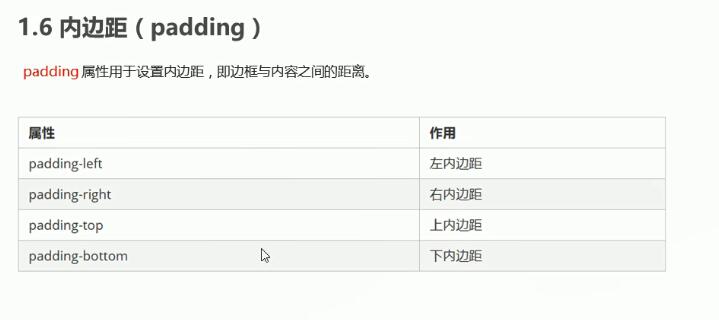 1.6 内边距（padding）
padding 属性用于设置内边距，即边框与内容之间的距离。
属性 作用
padding-left 左内边距
padding-right 右内边距
padding-top 上内边距
padding-bottom 下内边距